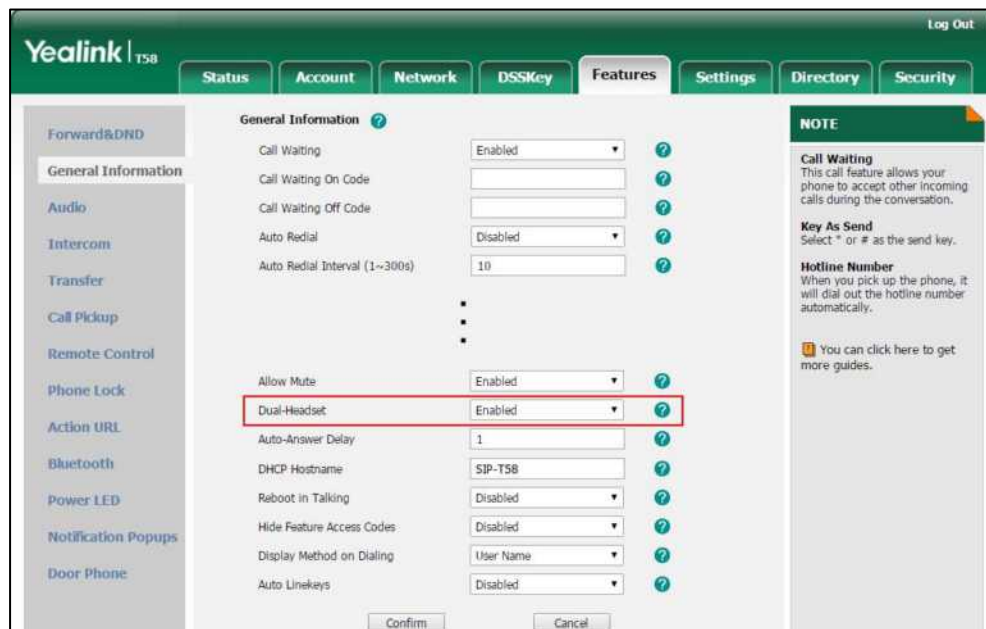 Log Out
Yealink | T58
Status Account Network DSSKey Features Settings Directory Security
Forward&DND
General Information
Audio
Intercom
Transfer
Call Pickup
Remote Control
Phone Lock
Action URL
Bluetooth
Power LED
Notification Popups
Door Phone
General Information ?
Call Waiting Enabled ?
Call Waiting On Code ?
Call Waiting Off Code ?
Auto Redial Disabled ?
Auto Redial Interval (1~300s) 10 ?
Allow Mute Enabled ?
Dual-Headset Enabled ?
Auto-Answer Delay 1 ?
DHCP Hostname SIP-T58 ?
Reboot in Talking Disabled ?
Hide Feature Access Codes Disabled ?
Display Method on Dialing User Name ?
Auto Linekeys Disabled ?
Confirm Cancel
NOTE
Call Waiting
This call feature allows your
phone to accept other incoming
calls during the conversation.
Key As Send
Select * or # as the send key.
Hotline Number
When you pick up the phone, it
will dial out the hotline number
automatically.
You can click here to get
more guides.